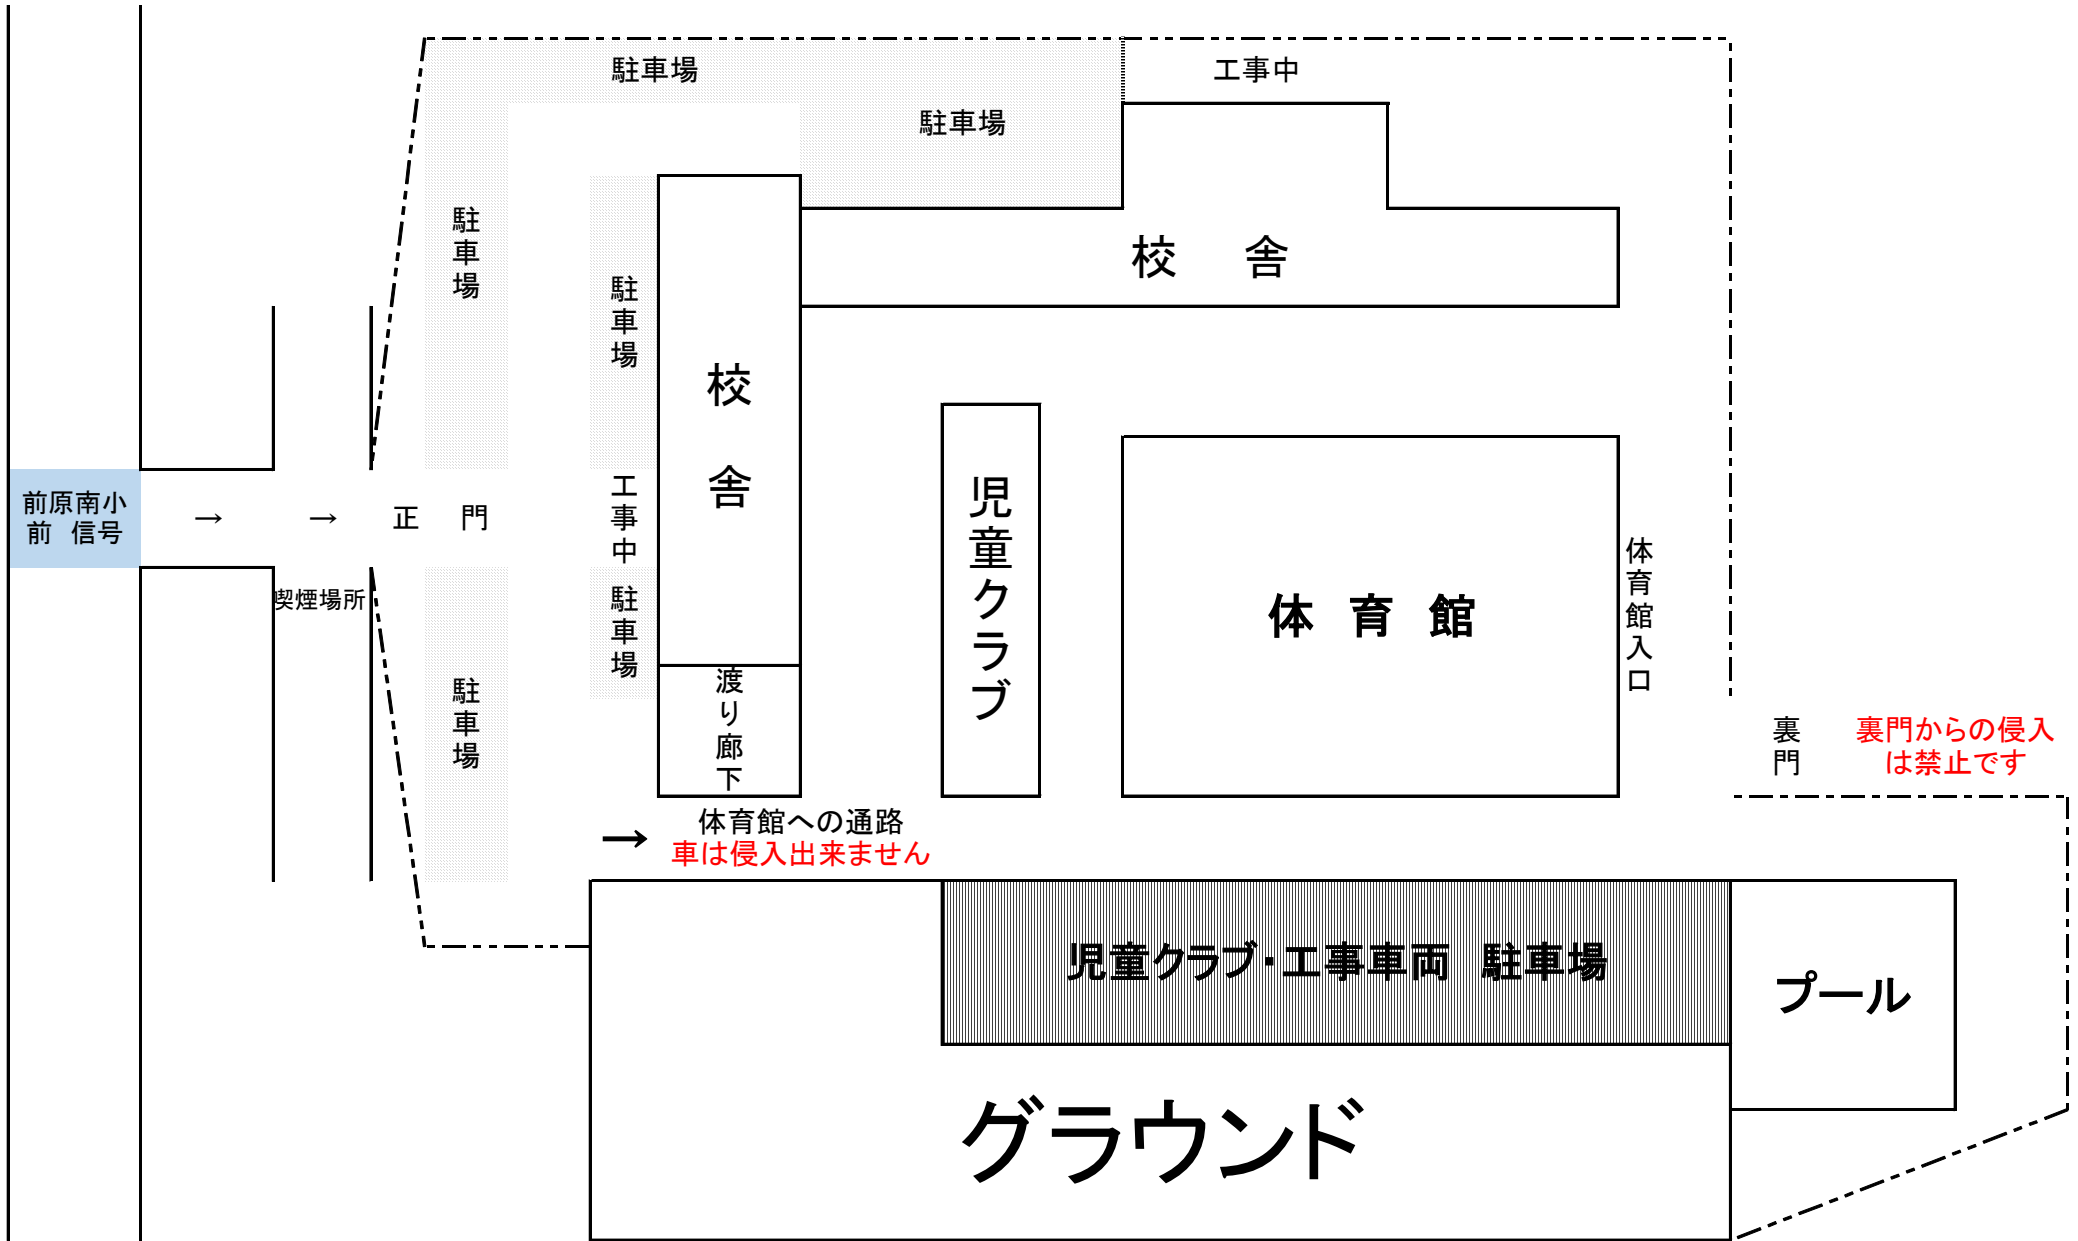 駐車場
工事中
駐車場
駐車場
駐車場
校　舎
校　舎
前原南小
前　信号
→
→
正　門
工事中
児童クラブ
体　育　館
体育館入口
喫煙場所
駐車場
駐車場
渡り廊下
裏門
裏門からの侵入
は禁止です
→
体育館への通路
車は侵入出来ません
児童クラブ・工事車両　駐車場
プール
グラウンド